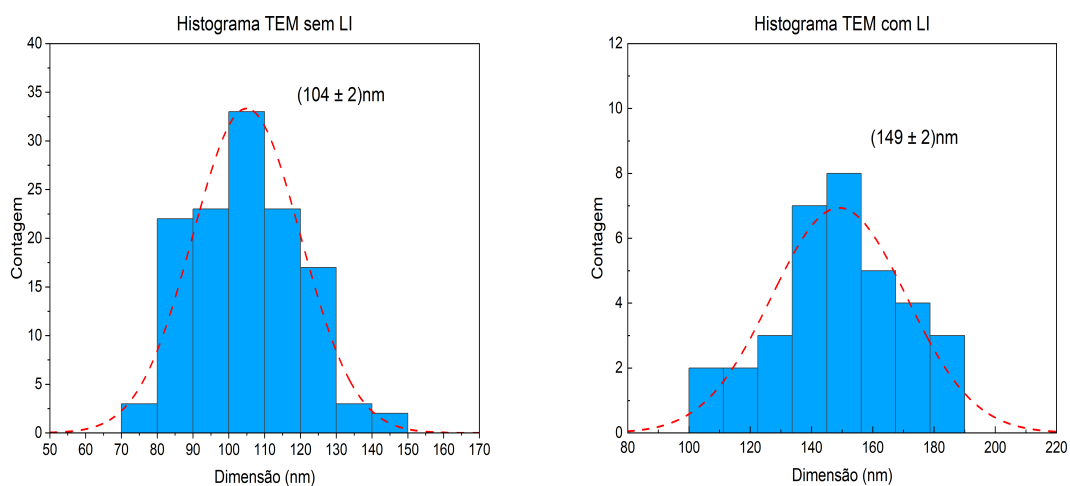 Histograma TEM sem LI
40
35
30
25
20
15
10
5
0
Contagem
(104 ± 2)nm
50 60 70 80 90 100 110 120 130 140 150 160 170
Dimensão (nm)
Histograma TEM com LI
12
10
8
6
4
2
0
Contagem
(149 ± 2)nm
80 100 120 140 160 180 200 220
Dimensão (nm)